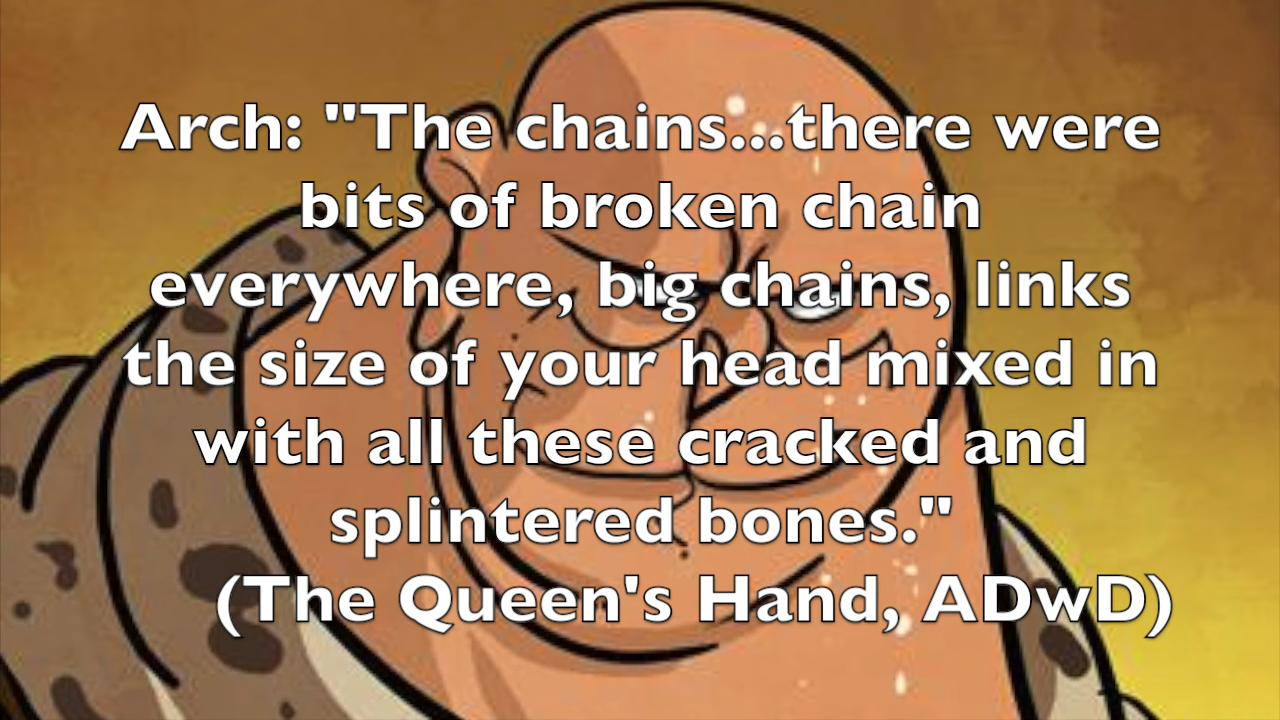 Arch: "The chains...there were
bits of broken chain
everywhere, big chains, links
the size of your head mixed in
with all these cracked and
splintered bones."
(The Queen's Hand, ADwD)